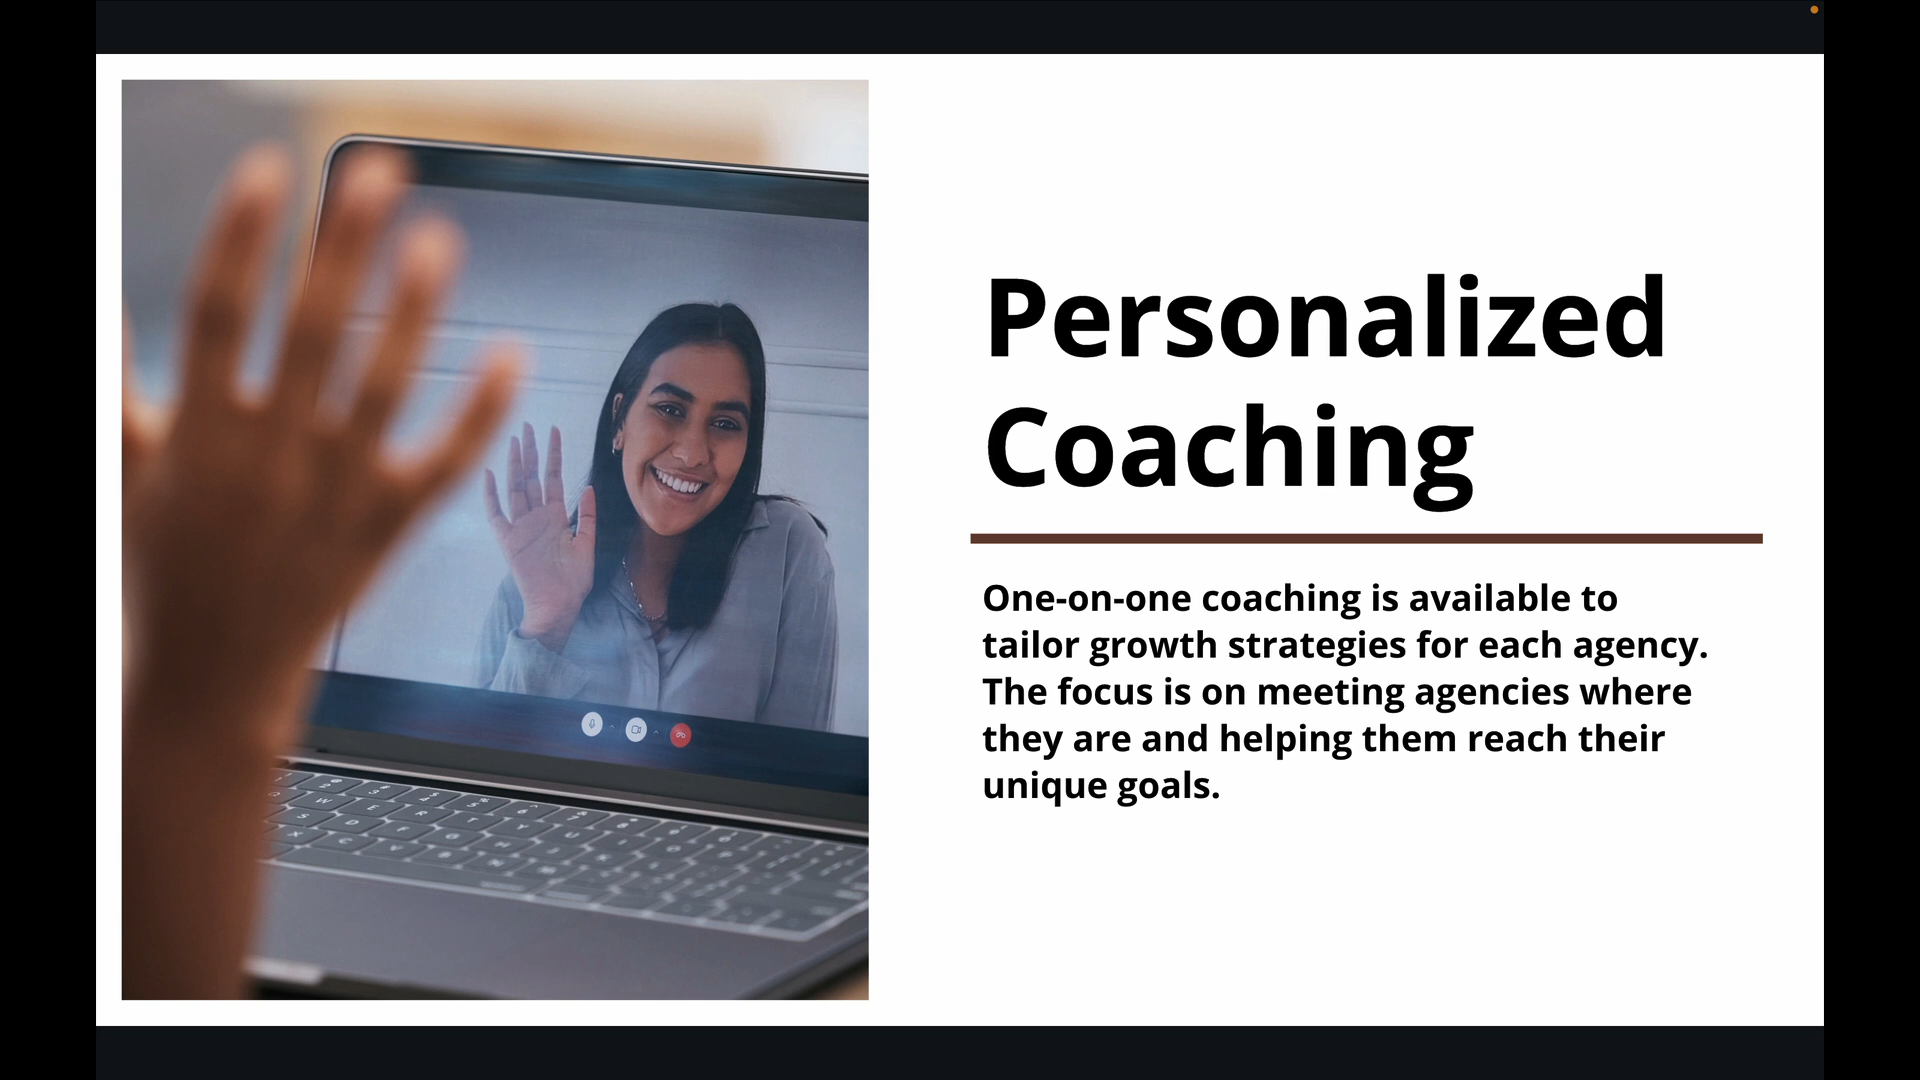 Personalized
Coaching
One-on-one coaching is available to
tailor growth strategies for each agency.
The focus is on meeting agencies where
they are and helping them reach their
unique goals.